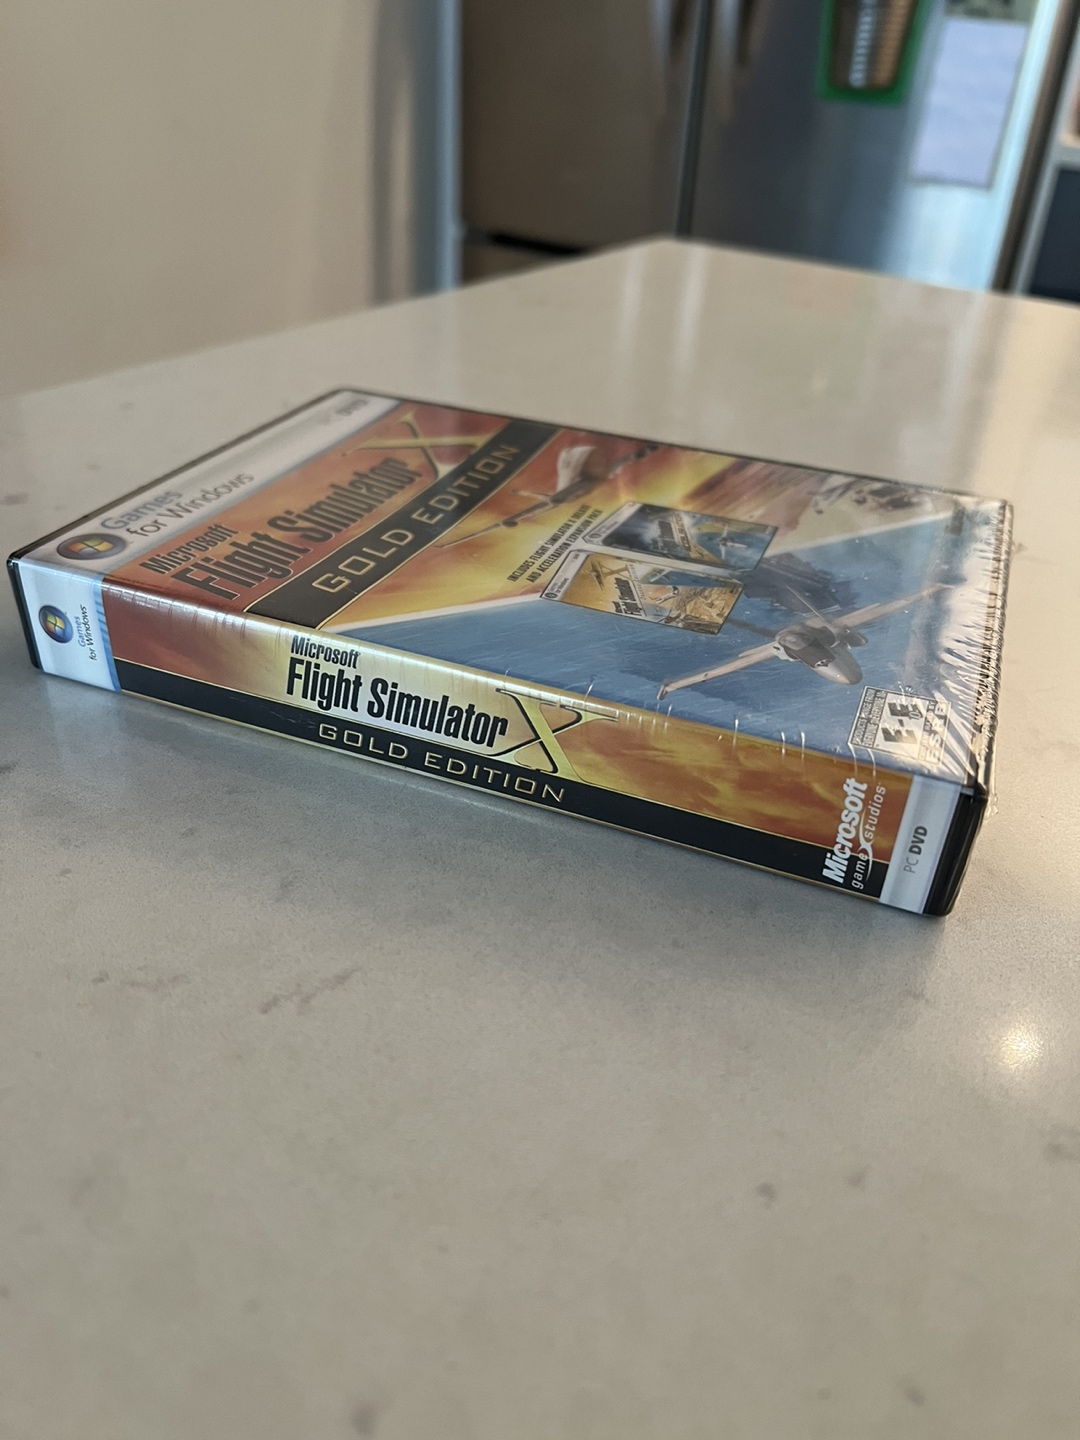 Games
for Windows
Microsoft
Flight Simulator X
GOLD EDITION
INCLUDES FLIGHT SIMULATOR X DELUXE
AND ACCELERATION EXPANSION PACK
Games
for Windows
Microsoft
Flight Simulator X
GOLD EDITION
Microsoft
game studios
PC DVD